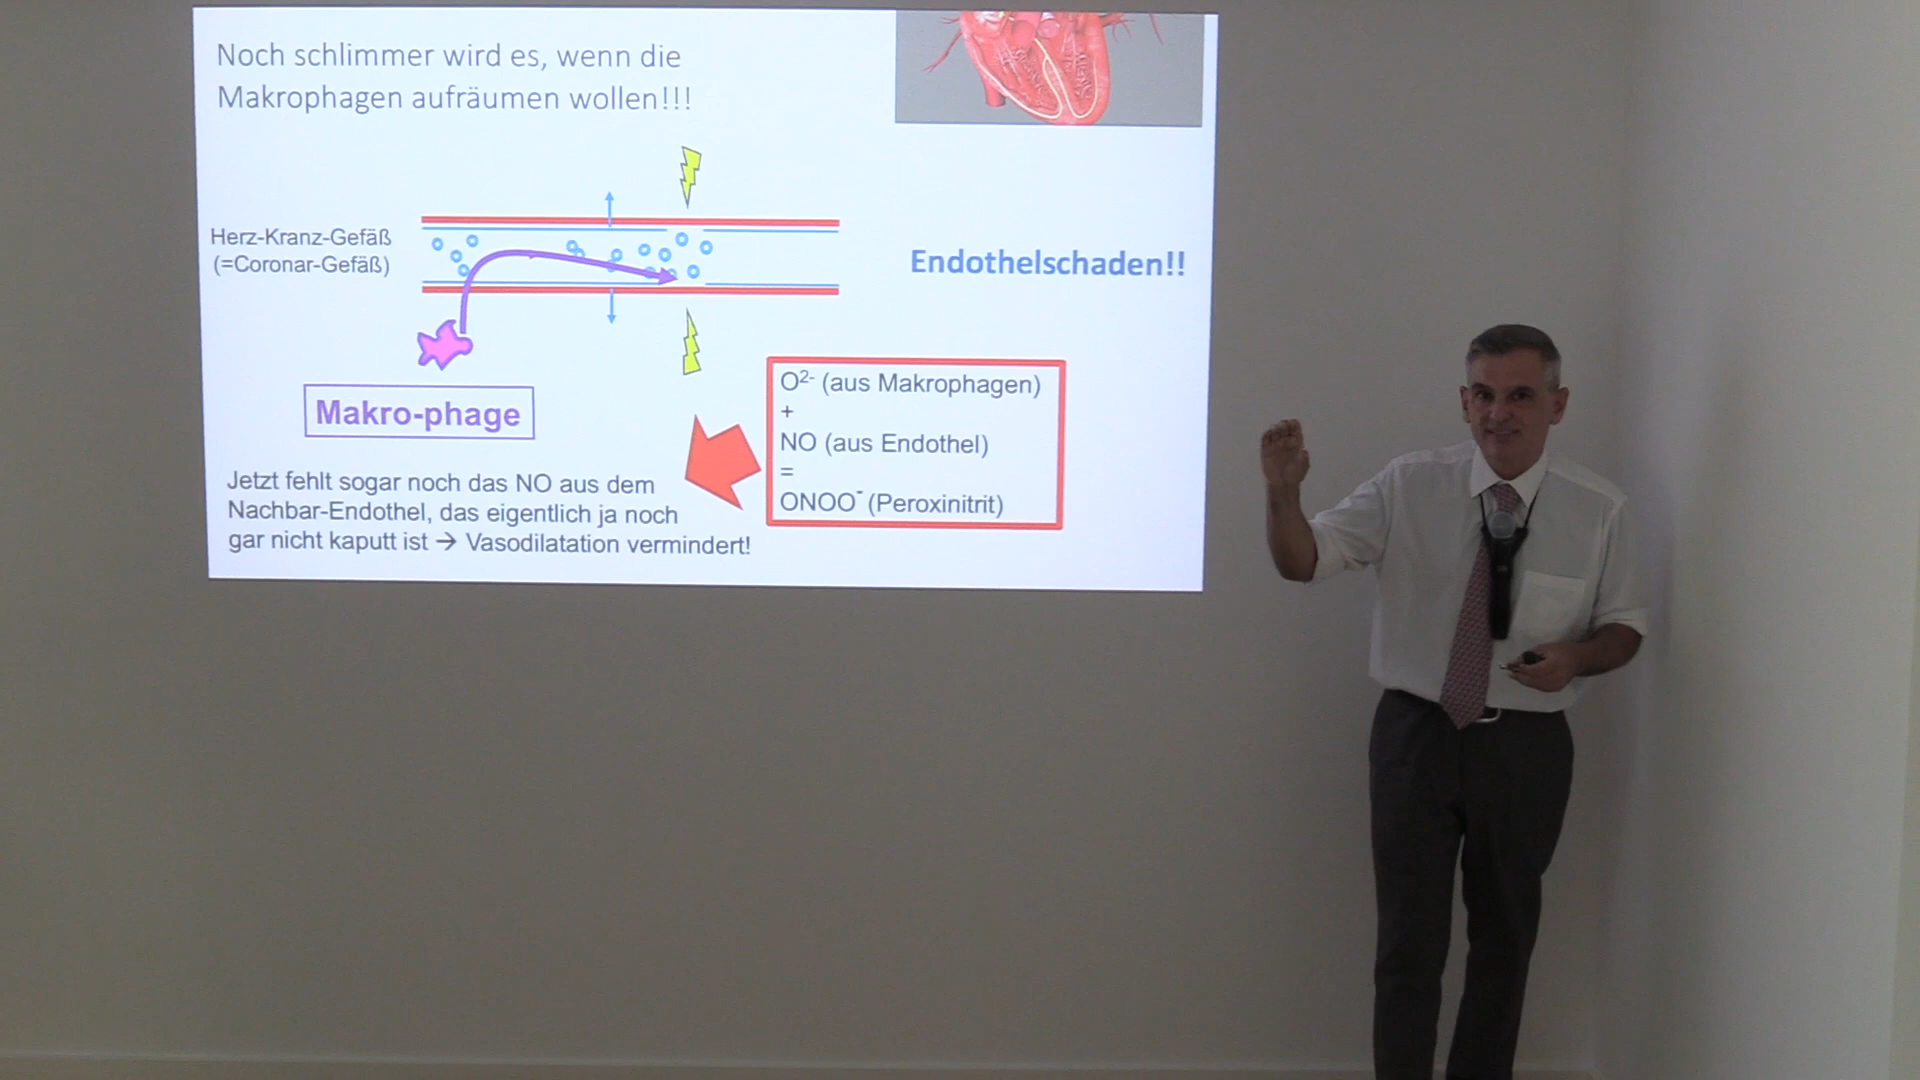 Noch schlimmer wird es, wenn die
Makrophagen aufräumen wollen!!!
Herz-Kranz-Gefäß
(=Coronar-Gefäß)
Endothelschaden!!
Makro-phage
O²⁻ (aus Makrophagen)
+
NO (aus Endothel)
=
ONOO⁻ (Peroxinitrit)
Jetzt fehlt sogar noch das NO aus dem
Nachbar-Endothel, das eigentlich ja noch
gar nicht kaputt ist → Vasodilatation vermindert!